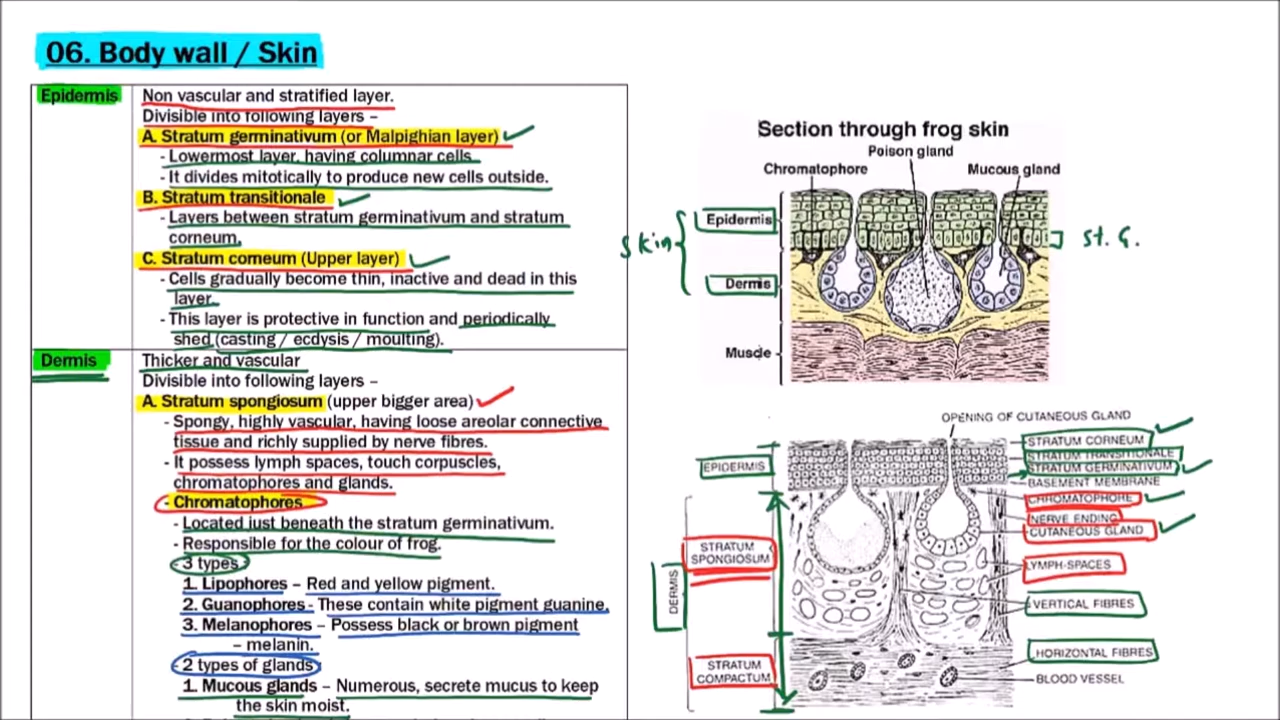 06. Body wall / Skin
Epidermis
Non vascular and stratified layer.
Divisible into following layers –
A. Stratum germinativum (or Malpighian layer)
- Lowermost layer, having columnar cells.
- It divides mitotically to produce new cells outside.
B. Stratum transitionale
- Layers between stratum germinativum and stratum
corneum.
C. Stratum corneum (Upper layer)
- Cells gradually become thin, inactive and dead in this
layer.
- This layer is protective in function and periodically
shed (casting / ecdysis / moulting).
Dermis
Thicker and vascular
Divisible into following layers –
A. Stratum spongiosum (upper bigger area)
- Spongy, highly vascular, having loose areolar connective
tissue and richly supplied by nerve fibres.
- It possess lymph spaces, touch corpuscles,
chromatophores and glands.
- Chromatophores
- Located just beneath the stratum germinativum.
- Responsible for the colour of frog.
- 3 types
1. Lipophores – Red and yellow pigment.
2. Guanophores - These contain white pigment guanine.
3. Melanophores – Possess black or brown pigment
– melanin.
- 2 types of glands
1. Mucous glands – Numerous, secrete mucus to keep
the skin moist.
Section through frog skin
Poison gland
Chromatophore
Mucous gland
Epidermis
Skin
St. G.
Dermis
Muscle
OPENING OF CUTANEOUS GLAND
STRATUM CORNEUM
STRATUM TRANSITIONALE
EPIDERMIS
STRATUM GERMINATIVUM
BASEMENT MEMBRANE
CHROMATOPHORE
NERVE ENDING
CUTANEOUS GLAND
STRATUM
SPONGIOSUM
LYMPH-SPACES
DERMIS
VERTICAL FIBRES
HORIZONTAL FIBRES
STRATUM
COMPACTUM
BLOOD VESSEL